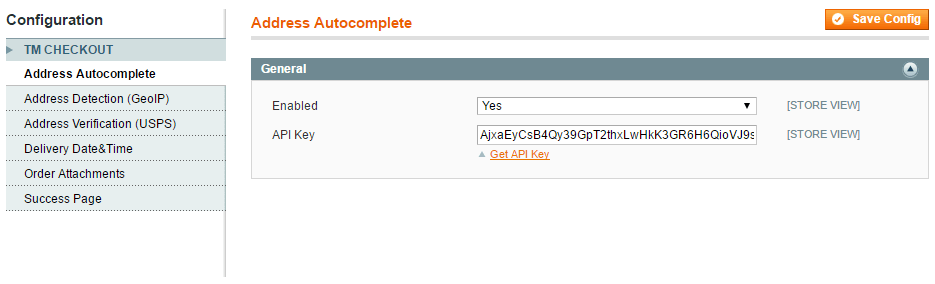 Configuration
TM CHECKOUT
Address Autocomplete
Address Detection (GeoIP)
Address Verification (USPS)
Delivery Date&Time
Order Attachments
Success Page
Address Autocomplete
Save Config
General
Enabled Yes [STORE VIEW]
API Key AjxaEyCsB4Qy39GpT2thxLwHkK3GR6H6QioVJ9s [STORE VIEW]
Get API Key